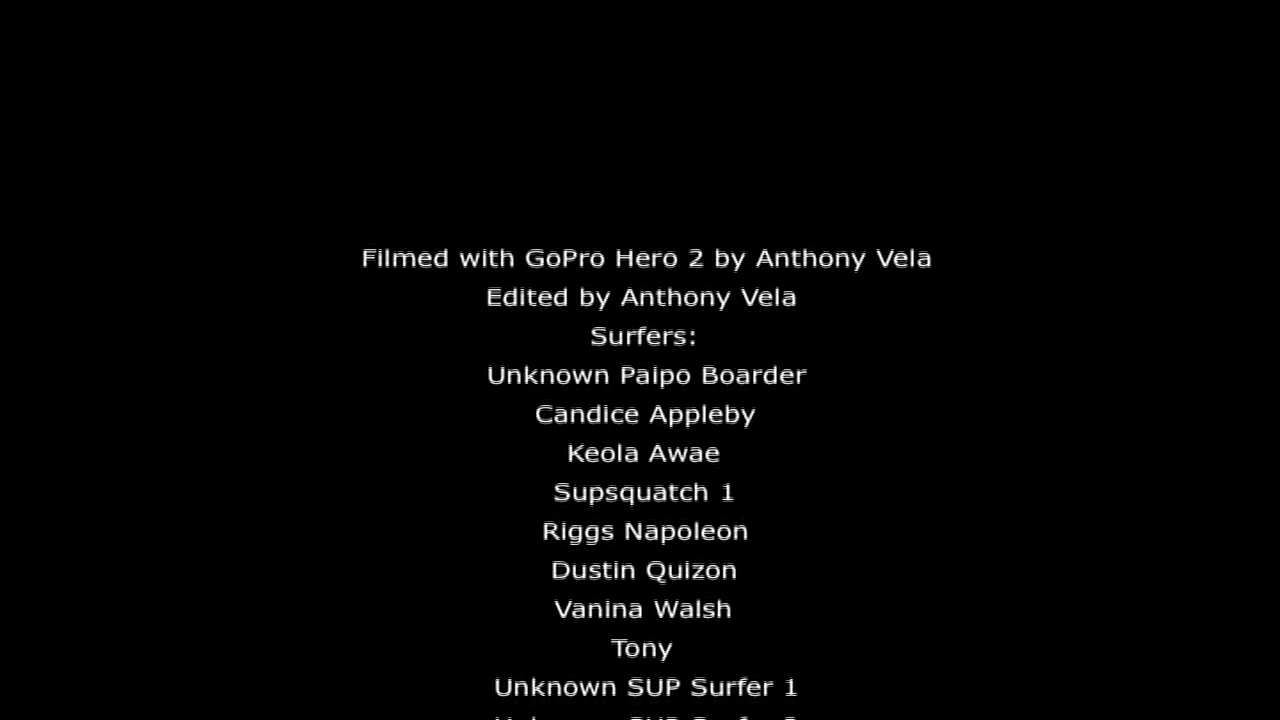 Filmed with GoPro Hero 2 by Anthony Vela
Edited by Anthony Vela
Surfers:
Unknown Paipo Boarder
Candice Appleby
Keola Awae
Supsquatch 1
Riggs Napoleon
Dustin Quizon
Vanina Walsh
Tony
Unknown SUP Surfer 1